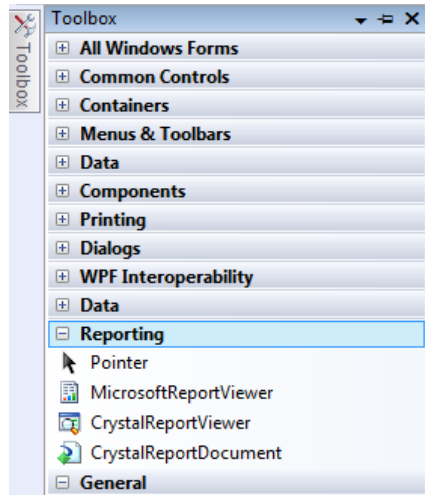 Toolbox
Toolbox
All Windows Forms
Common Controls
Containers
Menus & Toolbars
Data
Components
Printing
Dialogs
WPF Interoperability
Data
Reporting
Pointer
MicrosoftReportViewer
CrystalReportViewer
CrystalReportDocument
General